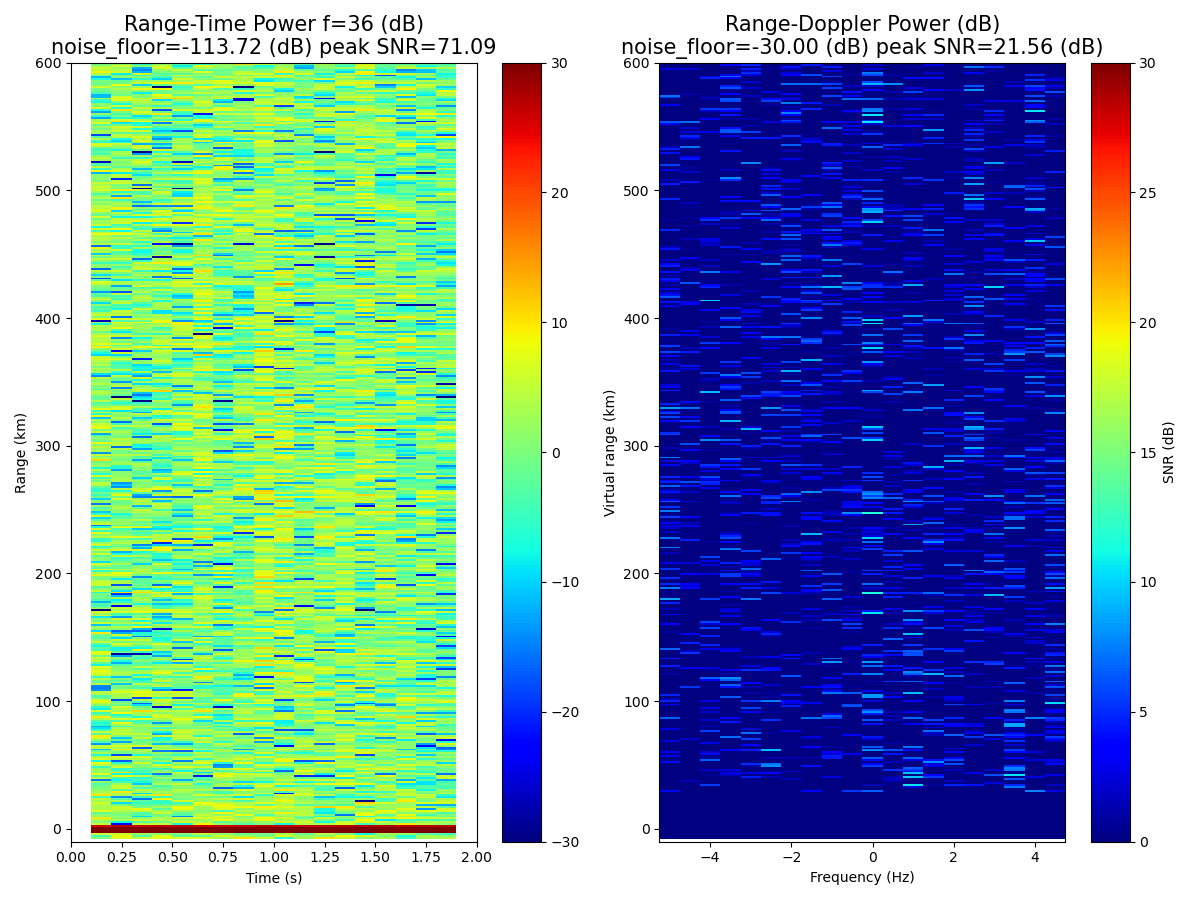 Range-Time Power f=36 (dB)
noise_floor=-113.72 (dB) peak SNR=71.09
Range (km)
600
500
400
300
200
100
0
0.00 0.25 0.50 0.75 1.00 1.25 1.50 1.75 2.00
Time (s)
30
20
10
0
−10
−20
−30
Range-Doppler Power (dB)
noise_floor=-30.00 (dB) peak SNR=21.56 (dB)
Virtual range (km)
600
500
400
300
200
100
0
−4 −2 0 2 4
Frequency (Hz)
30
25
20
15
10
5
0
SNR (dB)